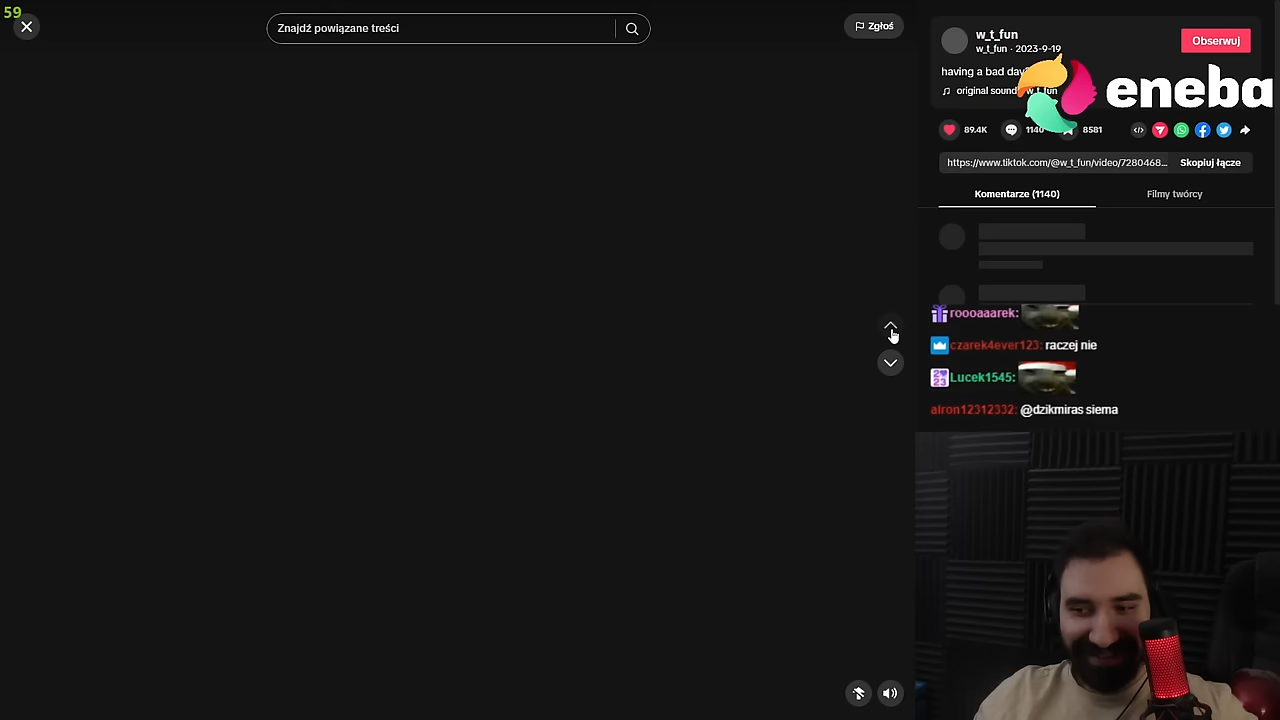 59
Znajdź powiązane treści
Zgłoś
w_t_fun
w_t_fun · 2023-9-19
Obserwuj
having a bad day
original sound w_t_fun
eneba
89.4K
1140
8581
https://www.tiktok.com/@w_t_fun/video/7280468...
Skopiuj łącze
Komentarze (1140)
Filmy twórcy
roooaaarek:
czarek4ever123: raczej nie
Lucek1545:
alron12312332: @dzikmiras siema